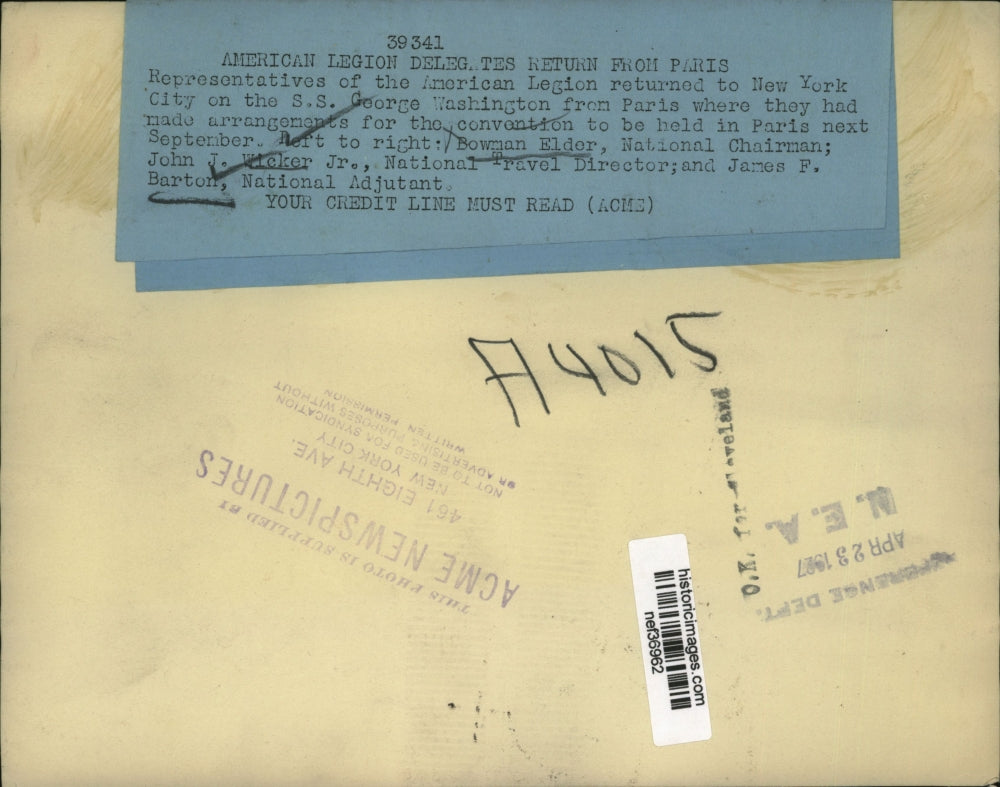 39341
AMERICAN LEGION DELEGATES RETURN FROM PARIS
Representatives of the American Legion returned to New York
City on the S.S. George Washington from Paris where they had
made arrangements for the convention to be held in Paris next
September. Left to right: Bowman Elder, National Chairman;
John J. Wicker Jr., National Travel Director;and James F.
Barton, National Adjutant.
YOUR CREDIT LINE MUST READ (ACME)
A4015
THIS PHOTO IS SUPPLIED BY
ACME NEWSPICTURES
461 EIGHTH AVE.
NEW YORK CITY
NOT TO BE USED FOR SYNDICATION
OR ADVERTISING PURPOSES WITHOUT
WRITTEN PERMISSION
O.K. for Cleveland
REFERENCE DEPT.
APR 23 1927
N. E. A.
historicimages.com
nef36962